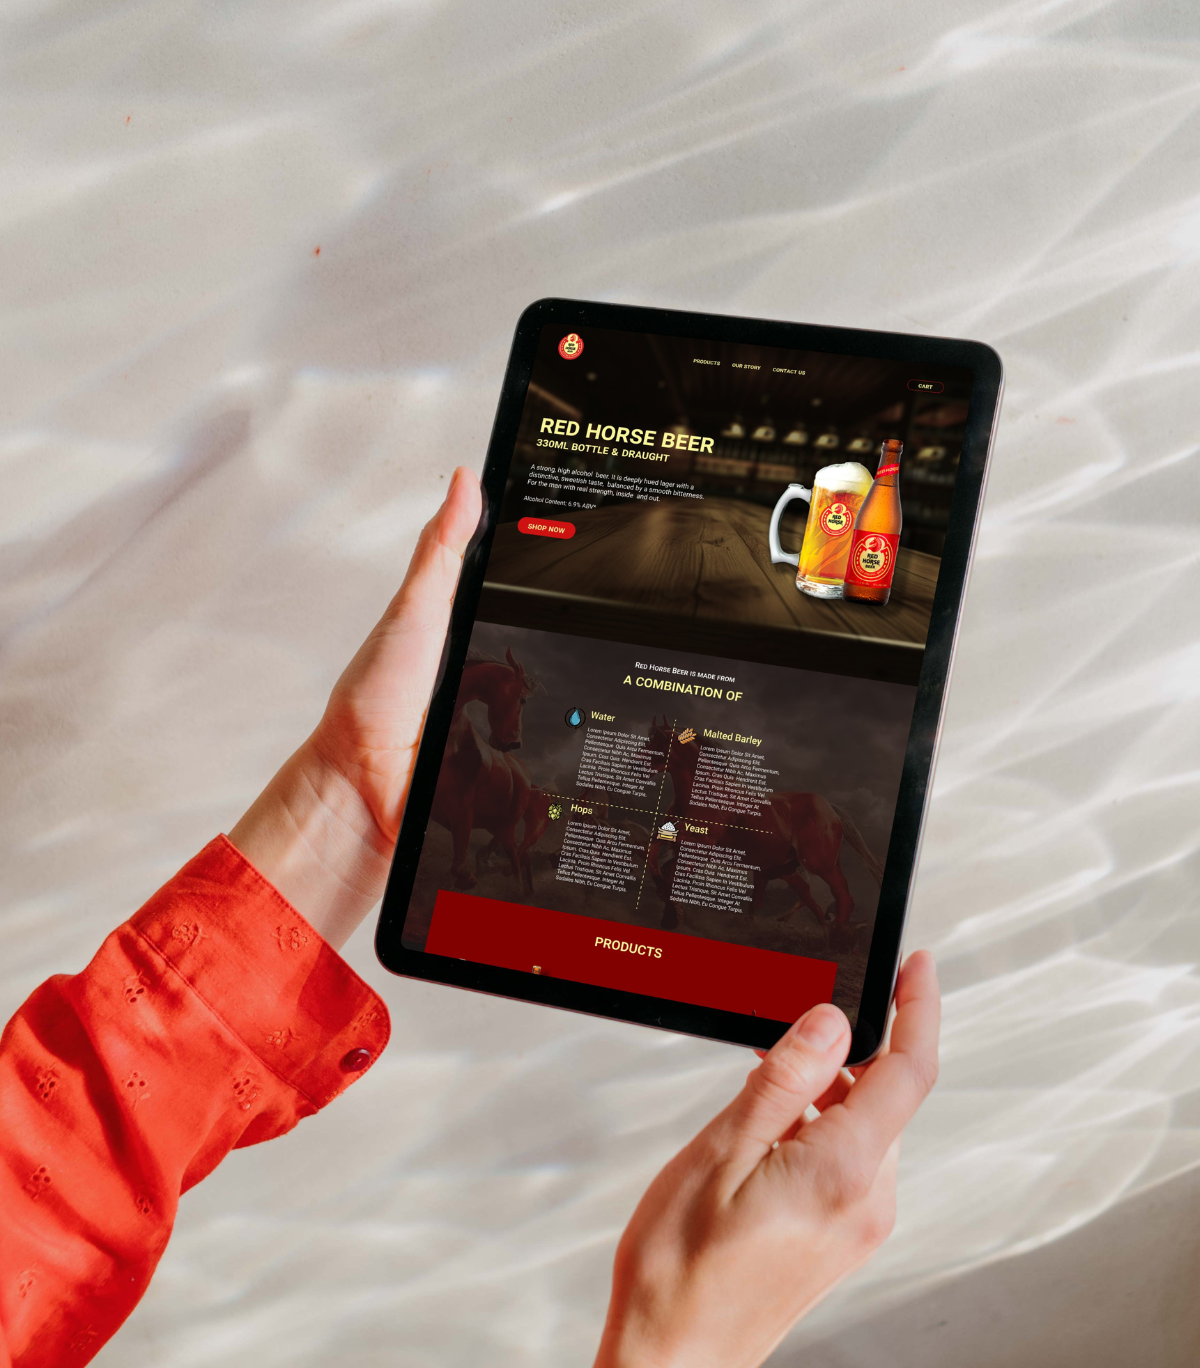 RED
HORSE
BEER
PRODUCTS
OUR STORY
CONTACT US
CART
RED HORSE BEER
330ML BOTTLE & DRAUGHT
A strong, high alcohol beer. It is deeply hued lager with a
distinctive, sweetish taste, balanced by a smooth bitterness.
For the men with real strength, inside and out.
Alcohol Content: 6.9% ABV*
SHOP NOW
RED HORSE
RED
HORSE
RED
HORSE
BEER
RED HORSE BEER IS MADE FROM
A COMBINATION OF
Water
Lorem Ipsum Dolor Sit Amet,
Consectetur Adipiscing Elit.
Pellentesque Quis Arcu Fermentum,
Consectetur Nibh Ac, Maximus
Ipsum. Cras Quis Hendrerit Est.
Cras Facilisis Sapien In Vestibulum
Lacinia. Proin Rhoncus Felis Vel
Lectus Tristique, Sit Amet Convallis
Tellus Pellentesque. Integer At
Sodales Nibh, Eu Congue Turpis.
Malted Barley
Lorem Ipsum Dolor Sit Amet,
Consectetur Adipiscing Elit.
Pellentesque Quis Arcu Fermentum,
Consectetur Nibh Ac, Maximus
Ipsum. Cras Quis Hendrerit Est.
Cras Facilisis Sapien In Vestibulum
Lacinia. Proin Rhoncus Felis Vel
Lectus Tristique, Sit Amet Convallis
Tellus Pellentesque. Integer At
Sodales Nibh, Eu Congue Turpis.
Hops
Lorem Ipsum Dolor Sit Amet,
Consectetur Adipiscing Elit.
Pellentesque Quis Arcu Fermentum,
Consectetur Nibh Ac, Maximus
Ipsum. Cras Quis Hendrerit Est.
Cras Facilisis Sapien In Vestibulum
Lacinia. Proin Rhoncus Felis Vel
Lectus Tristique, Sit Amet Convallis
Tellus Pellentesque. Integer At
Sodales Nibh, Eu Congue Turpis.
Yeast
Lorem Ipsum Dolor Sit Amet,
Consectetur Adipiscing Elit.
Pellentesque Quis Arcu Fermentum,
Consectetur Nibh Ac, Maximus
Ipsum. Cras Quis Hendrerit Est.
Cras Facilisis Sapien In Vestibulum
Lacinia. Proin Rhoncus Felis Vel
Lectus Tristique, Sit Amet Convallis
Tellus Pellentesque. Integer At
Sodales Nibh, Eu Congue Turpis.
PRODUCTS